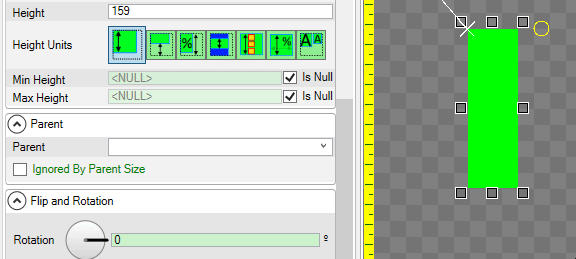 Height 159
Height Units % % A A
Min Height <NULL> Is Null
Max Height <NULL> Is Null
Parent
Parent
Ignored By Parent Size
Flip and Rotation
Rotation 0 º